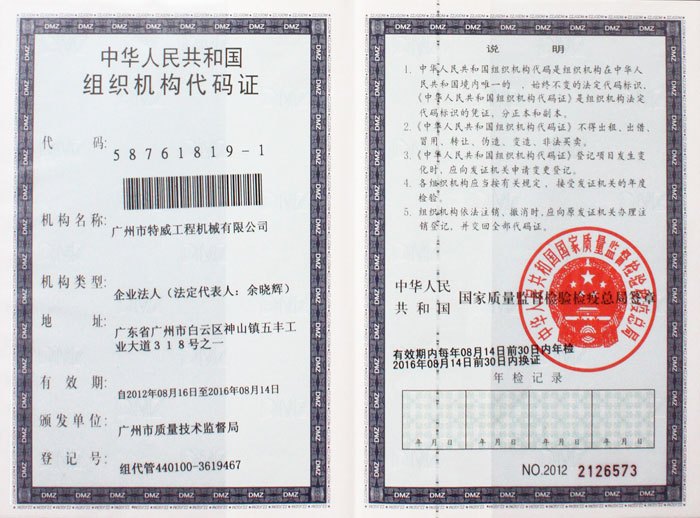 中华人民共和国
组织机构代码证
代 码: 58761819-1
机构名称: 广州市特威工程机械有限公司
机构类型: 企业法人（法定代表人：余晓辉）
地 址: 广东省广州市白云区神山镇五丰工
业大道318号之一
有 效 期: 自2012年08月16日至2016年08月14日
颁发单位: 广州市质量技术监督局
登 记 号: 组代管440100-3619467
说 明
1. 中华人民共和国组织机构代码是组织机构在中华人
民共和国境内唯一的、始终不变的法定代码标识，
《中华人民共和国组织机构代码证》是组织机构法定
代码标识的凭证，分正本和副本。
2.《中华人民共和国组织机构代码证》不得出租、出借、
冒用、转让、伪造、变造、非法买卖。
3.《中华人民共和国组织机构代码证》登记项目发生变
化时，应向发证机关申请变更登记。
4. 各组织机构应当按有关规定，接受发证机关的年度
检验。
5. 组织机构依法注销、撤消时，应向原发证机关办理注
销登记，并交回全部代码证。
中华人民
共和国 国家质量监督检验检疫总局签章
中华人民共和国国家质量监督检验检疫总局
有效期内每年08月14日前30日内年检
2016年08月14日前30日内换证
年检记录
年 月 日 年 月 日 年 月 日 年 月 日
NO.2012 2126573